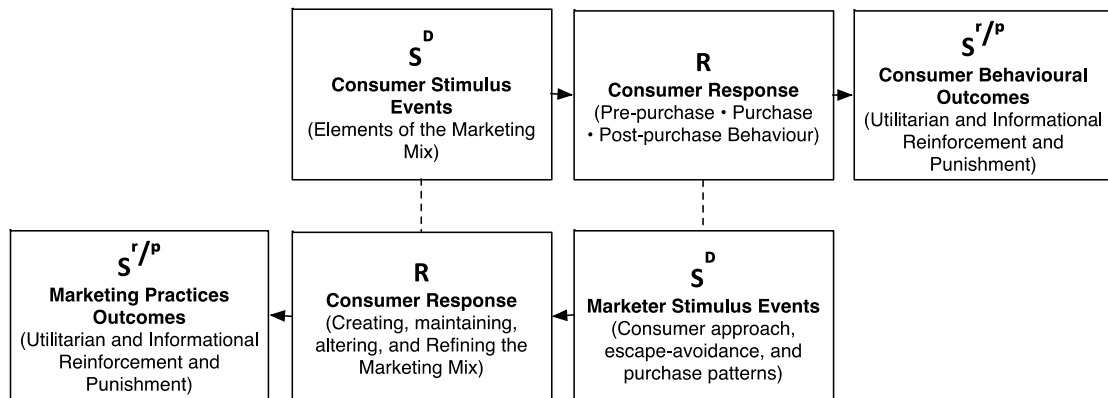 S^D
Consumer Stimulus
Events
(Elements of the Marketing
Mix)
R
Consumer Response
(Pre-purchase • Purchase
• Post-purchase Behaviour)
S^r/p
Consumer Behavioural
Outcomes
(Utilitarian and Informational
Reinforcement and
Punishment)
S^r/p
Marketing Practices
Outcomes
(Utilitarian and Informational
Reinforcement and
Punishment)
R
Consumer Response
(Creating, maintaining,
altering, and Refining the
Marketing Mix)
S^D
Marketer Stimulus Events
(Consumer approach,
escape-avoidance, and
purchase patterns)